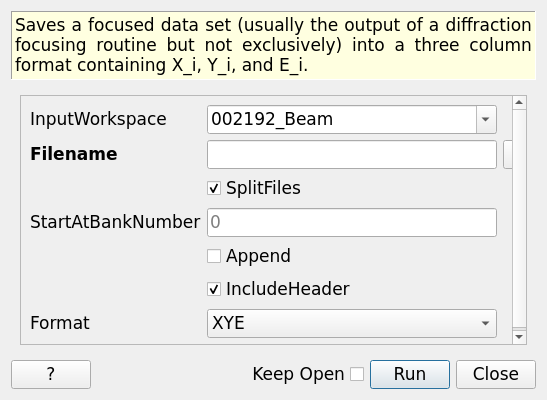 Saves a focused data set (usually the output of a diffraction
focusing routine but not exclusively) into a three column
format containing X_i, Y_i, and E_i.
InputWorkspace 002192_Beam
Filename
SplitFiles
StartAtBankNumber 0
Append
IncludeHeader
Format XYE
? Keep Open Run Close